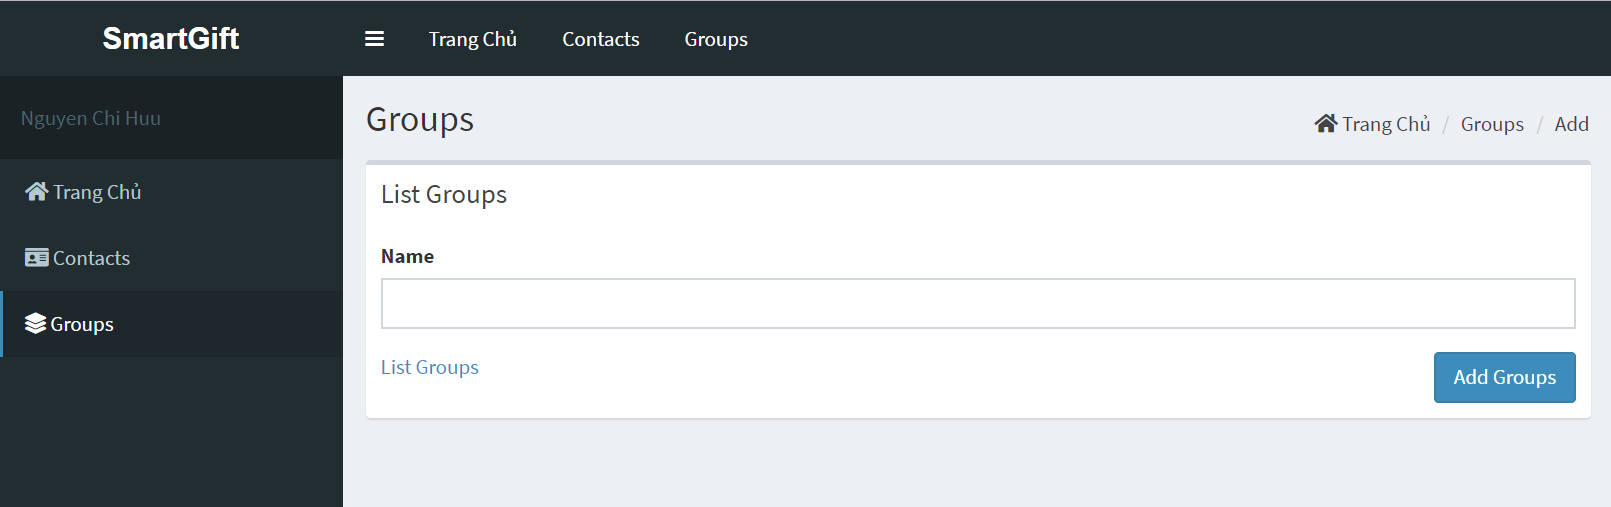 SmartGift
Trang Chủ Contacts Groups
Nguyen Chi Huu
Trang Chủ
Contacts
Groups
Groups
Trang Chủ / Groups / Add
List Groups
Name
List Groups
Add Groups